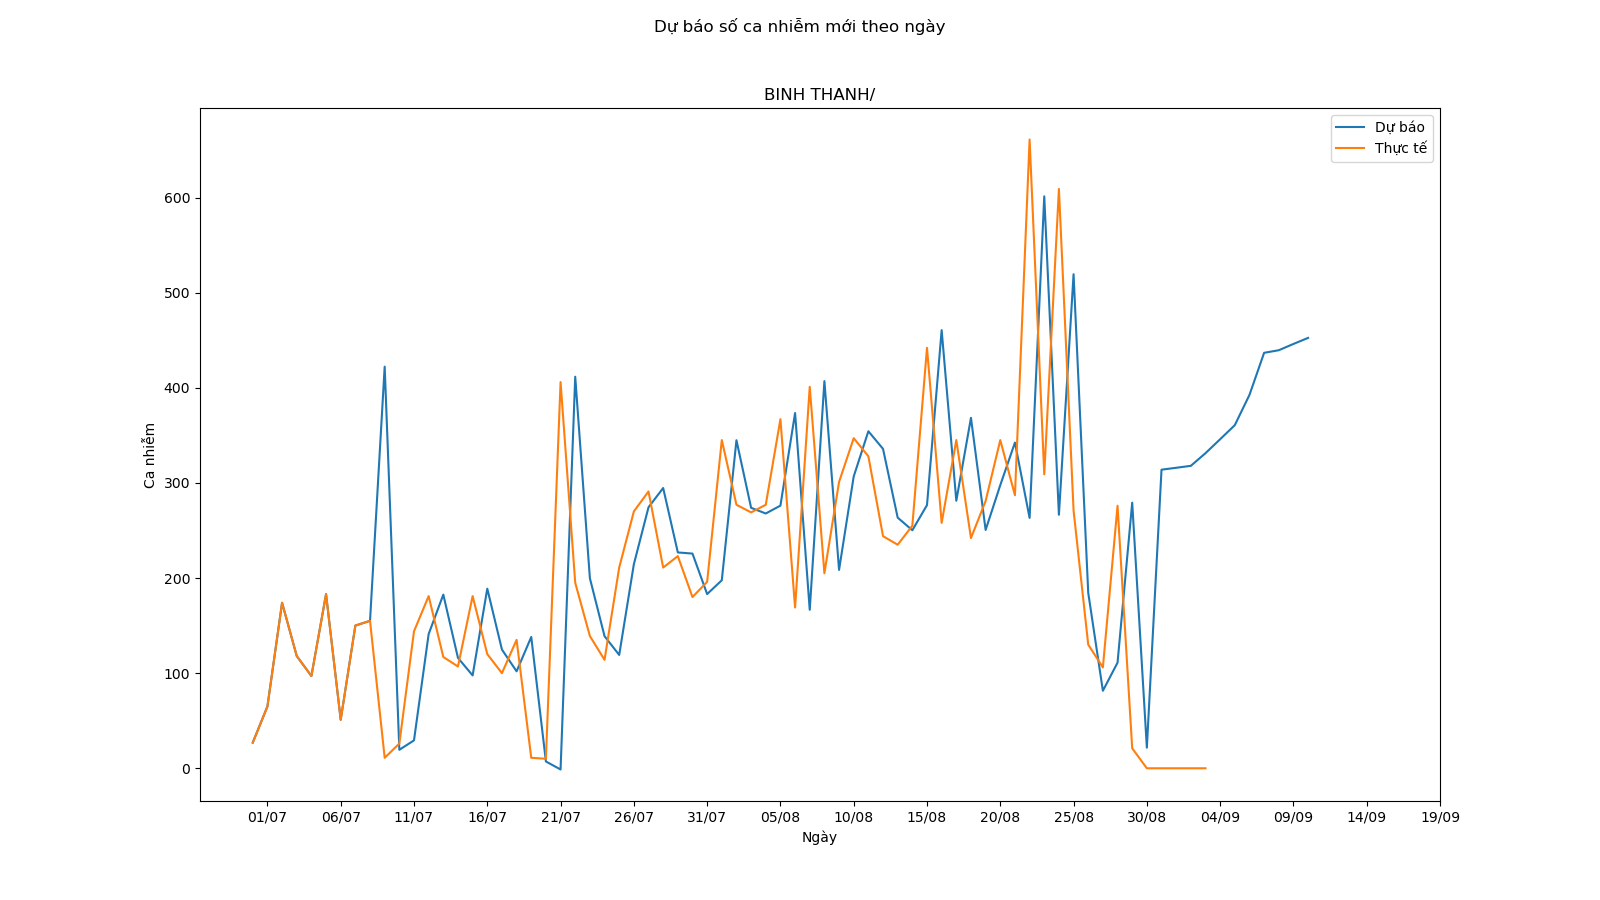 Dự báo số ca nhiễm mới theo ngày
BINH THANH/
Dự báo
Thực tế
Ca nhiễm
600
500
400
300
200
100
0
01/07 06/07 11/07 16/07 21/07 26/07 31/07 05/08 10/08 15/08 20/08 25/08 30/08 04/09 09/09 14/09 19/09
Ngày